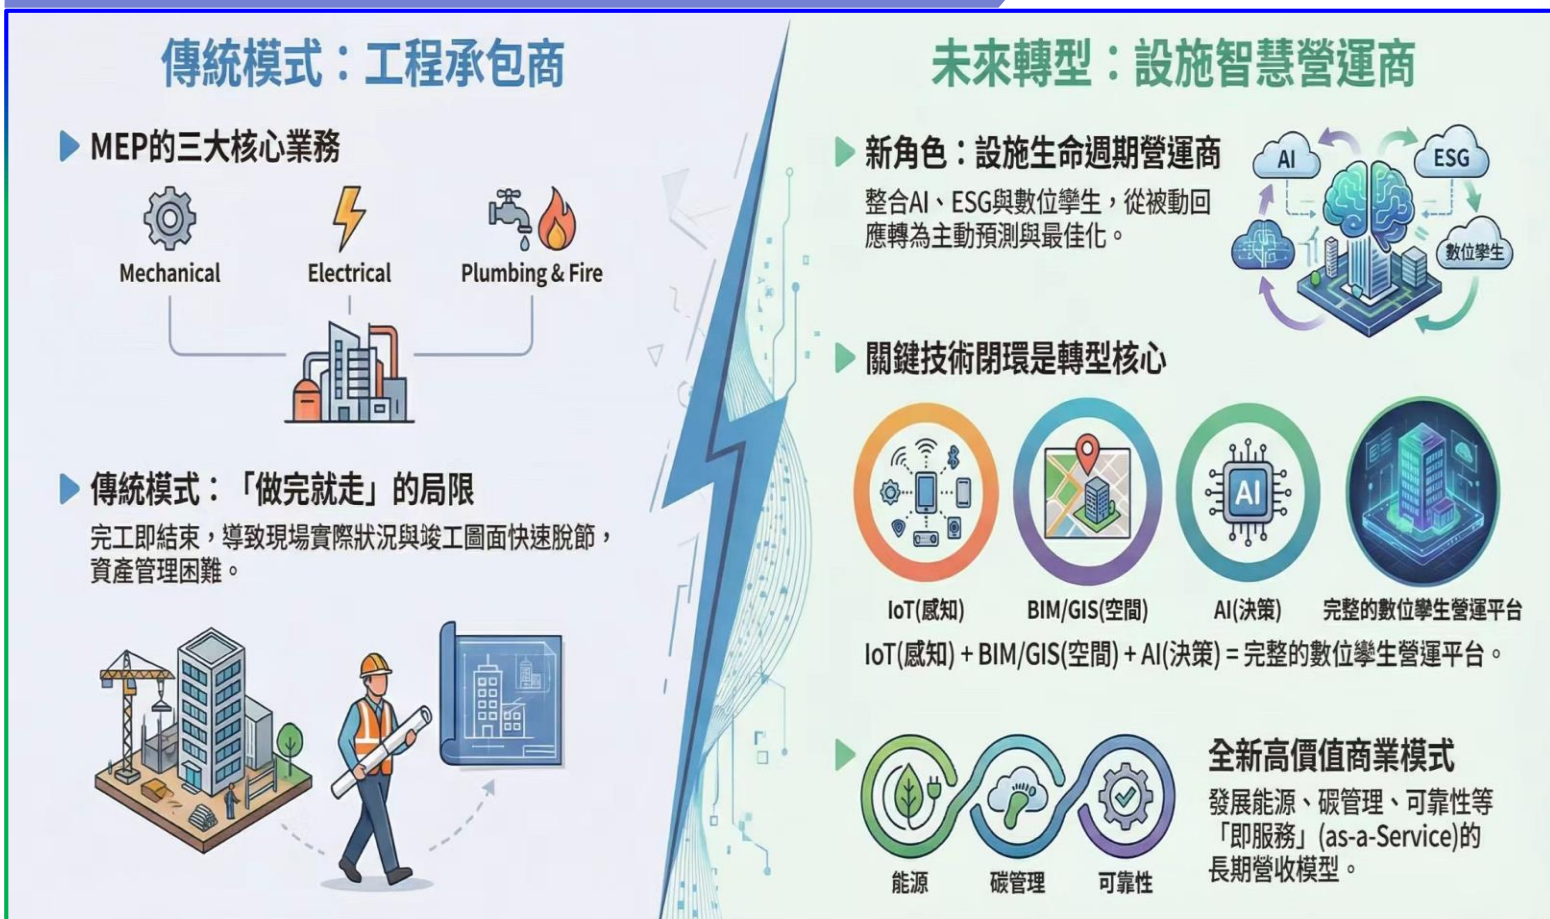 傳統模式：工程承包商
MEP的三大核心業務
Mechanical
Electrical
Plumbing & Fire
傳統模式：「做完就走」的局限
完工即結束，導致現場實際狀況與竣工圖面快速脫節，
資產管理困難。
未來轉型：設施智慧營運商
新角色：設施生命週期營運商
整合AI、ESG與數位孿生，從被動回
應轉為主動預測與最佳化。
AI
ESG
數位孿生
關鍵技術閉環是轉型核心
AI
IoT(感知)
BIM/GIS(空間)
AI(決策)
完整的數位孿生營運平台
IoT(感知) + BIM/GIS(空間) + AI(決策) = 完整的數位孿生營運平台。
全新高價值商業模式
發展能源、碳管理、可靠性等
「即服務」(as-a-Service)的
長期營收模型。
能源
碳管理
可靠性